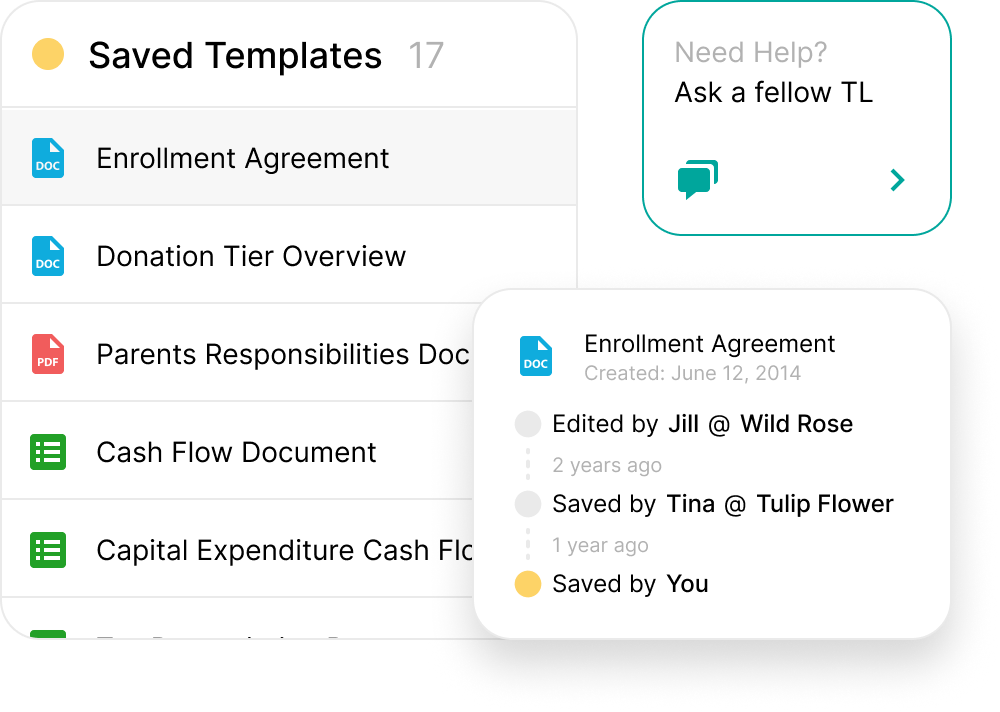 Saved Templates 17
DOC Enrollment Agreement
DOC Donation Tier Overview
PDF Parents Responsibilities Doc
Cash Flow Document
Capital Expenditure Cash Flo
Need Help?
Ask a fellow TL
DOC Enrollment Agreement
Created: June 12, 2014
Edited by Jill @ Wild Rose
2 years ago
Saved by Tina @ Tulip Flower
1 year ago
Saved by You